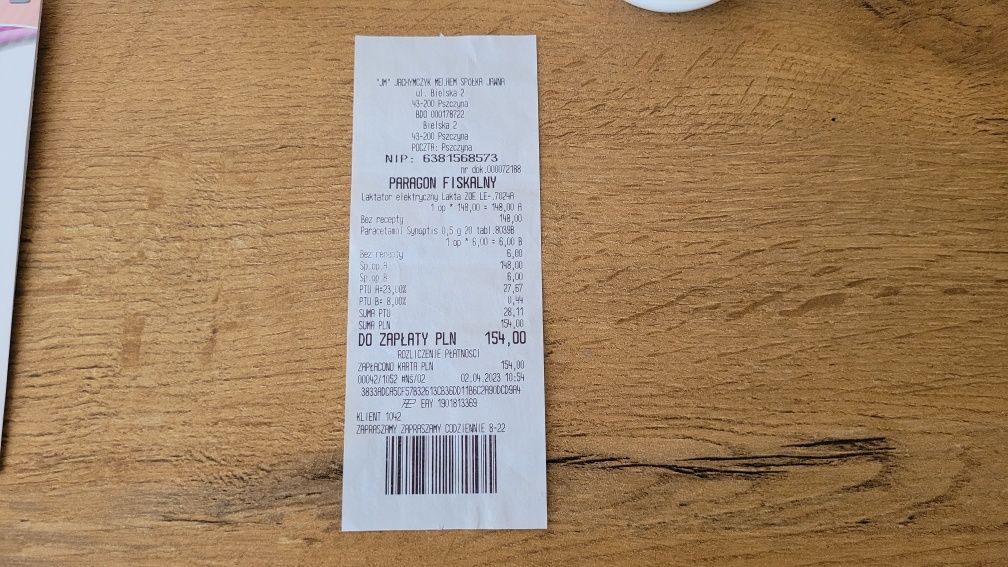 "JM" JACHYMCZYK MEJHEM SPÓŁKA JAWNA
ul. Bielska 2
43-200 Pszczyna
BDO 000178722
Bielska 2
43-200 Pszczyna
POCZTA: Pszczyna
NIP: 6381568573
nr dok.000072188
PARAGON FISKALNY
Laktator elektryczny Lakta ZOE LE-.7024A
1 op * 148,00 = 148,00 A
Bez recepty 148,00
Paracetamol Synoptis 0,5 g 20 tabl.8039B
1 op * 6,00 = 6,00 B
Bez recepty 6,00
Sp.op.A 148,00
Sp.op.B 6,00
PTU A=23,00% 27,67
PTU B= 8,00% 0,44
SUMA PTU 28,11
SUMA PLN 154,00
DO ZAPŁATY PLN 154,00
ROZLICZENIE PŁATNOŚCI
ZAPŁACONO KARTA PLN 154,00
00042/1052 #NS/02 02.04.2023 10:54
EAY 1901813369
KLIENT 1042
ZAPRASZAMY ZAPRASZAMY CODZIENNIE 8-22